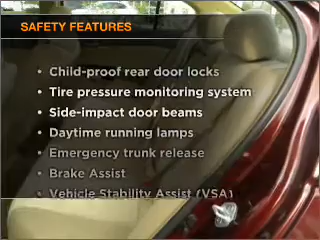 SAFETY FEATURES
• Child-proof rear door locks
• Tire pressure monitoring system
• Side-impact door beams
• Daytime running lamps
• Emergency trunk release
• Brake Assist
• Vehicle Stability Assist (VSA)